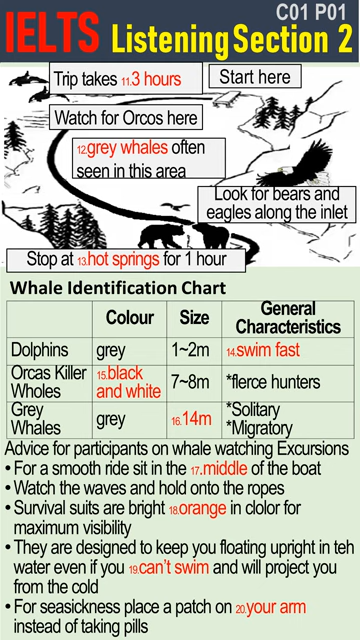 C01 P01
IELTS Listening Section 2
Trip takes 11.3 hours
Start here
Watch for Orcos here
12.grey whales often
seen in this area
Look for bears and
eagles along the inlet
Stop at 13.hot springs for 1 hour
Whale Identification Chart
Colour Size General
Characteristics
Dolphins grey 1~2m 14.swim fast
Orcas Killer
Wholes 15.black
and white 7~8m *flerce hunters
Grey
Whales grey 16.14m *Solitary
*Migratory
Advice for participants on whale watching Excursions
• For a smooth ride sit in the 17.middle of the boat
• Watch the waves and hold onto the ropes
• Survival suits are bright 18.orange in clolor for
maximum visibility
• They are designed to keep you floating upright in teh
water even if you 19.can't swim and will project you
from the cold
• For seasickness place a patch on 20.your arm
instead of taking pills